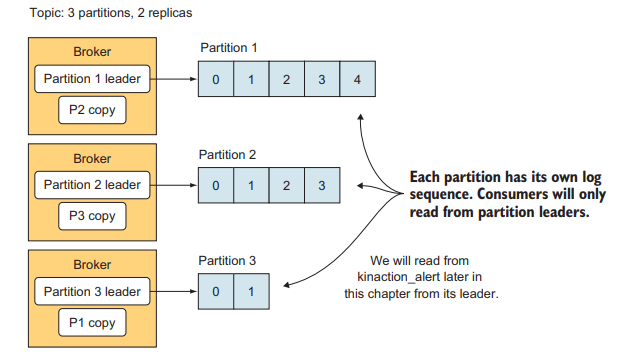 Topic: 3 partitions, 2 replicas
Broker
Partition 1 leader
P2 copy
Partition 1
0 1 2 3 4
Broker
Partition 2 leader
P3 copy
Partition 2
0 1 2 3
Each partition has its own log
sequence. Consumers will only
read from partition leaders.
Broker
Partition 3 leader
P1 copy
Partition 3
0 1
We will read from
kinaction_alert later in
this chapter from its leader.